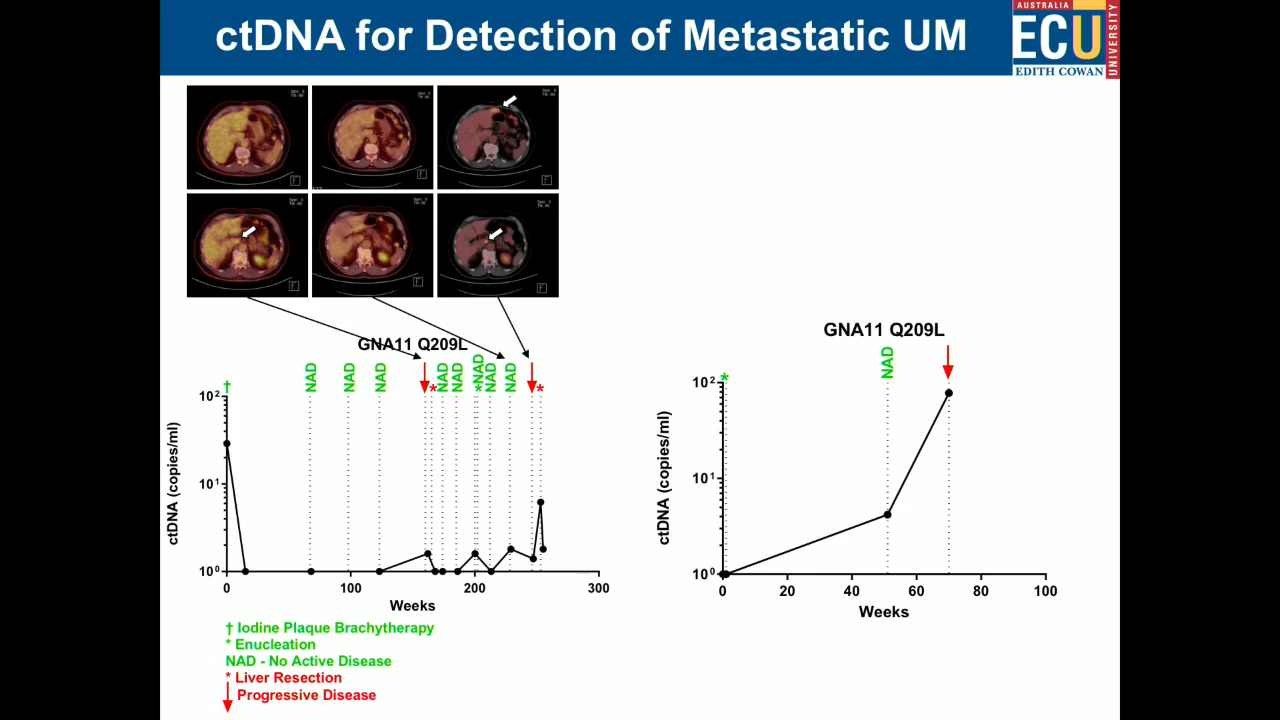 ctDNA for Detection of Metastatic UM
AUSTRALIA
ECU
EDITH COWAN
UNIVERSITY
GNA11 Q209L
†
NAD
NAD
NAD
*
NAD
NAD
*NAD
NAD
NAD
*
ctDNA (copies/ml)
10²
10¹
10⁰
0
100
200
300
Weeks
† Iodine Plaque Brachytherapy
* Enucleation
NAD - No Active Disease
* Liver Resection
Progressive Disease
GNA11 Q209L
*
NAD
ctDNA (copies/ml)
10²
10¹
10⁰
0
20
40
60
80
100
Weeks